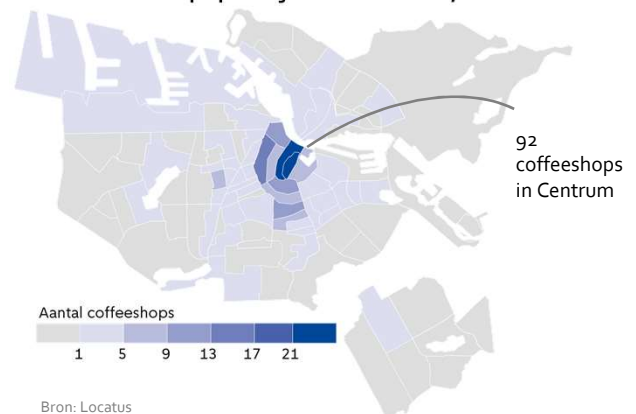 92
coffeeshops
in Centrum
Aantal coffeeshops
1 5 9 13 17 21
Bron: Locatus